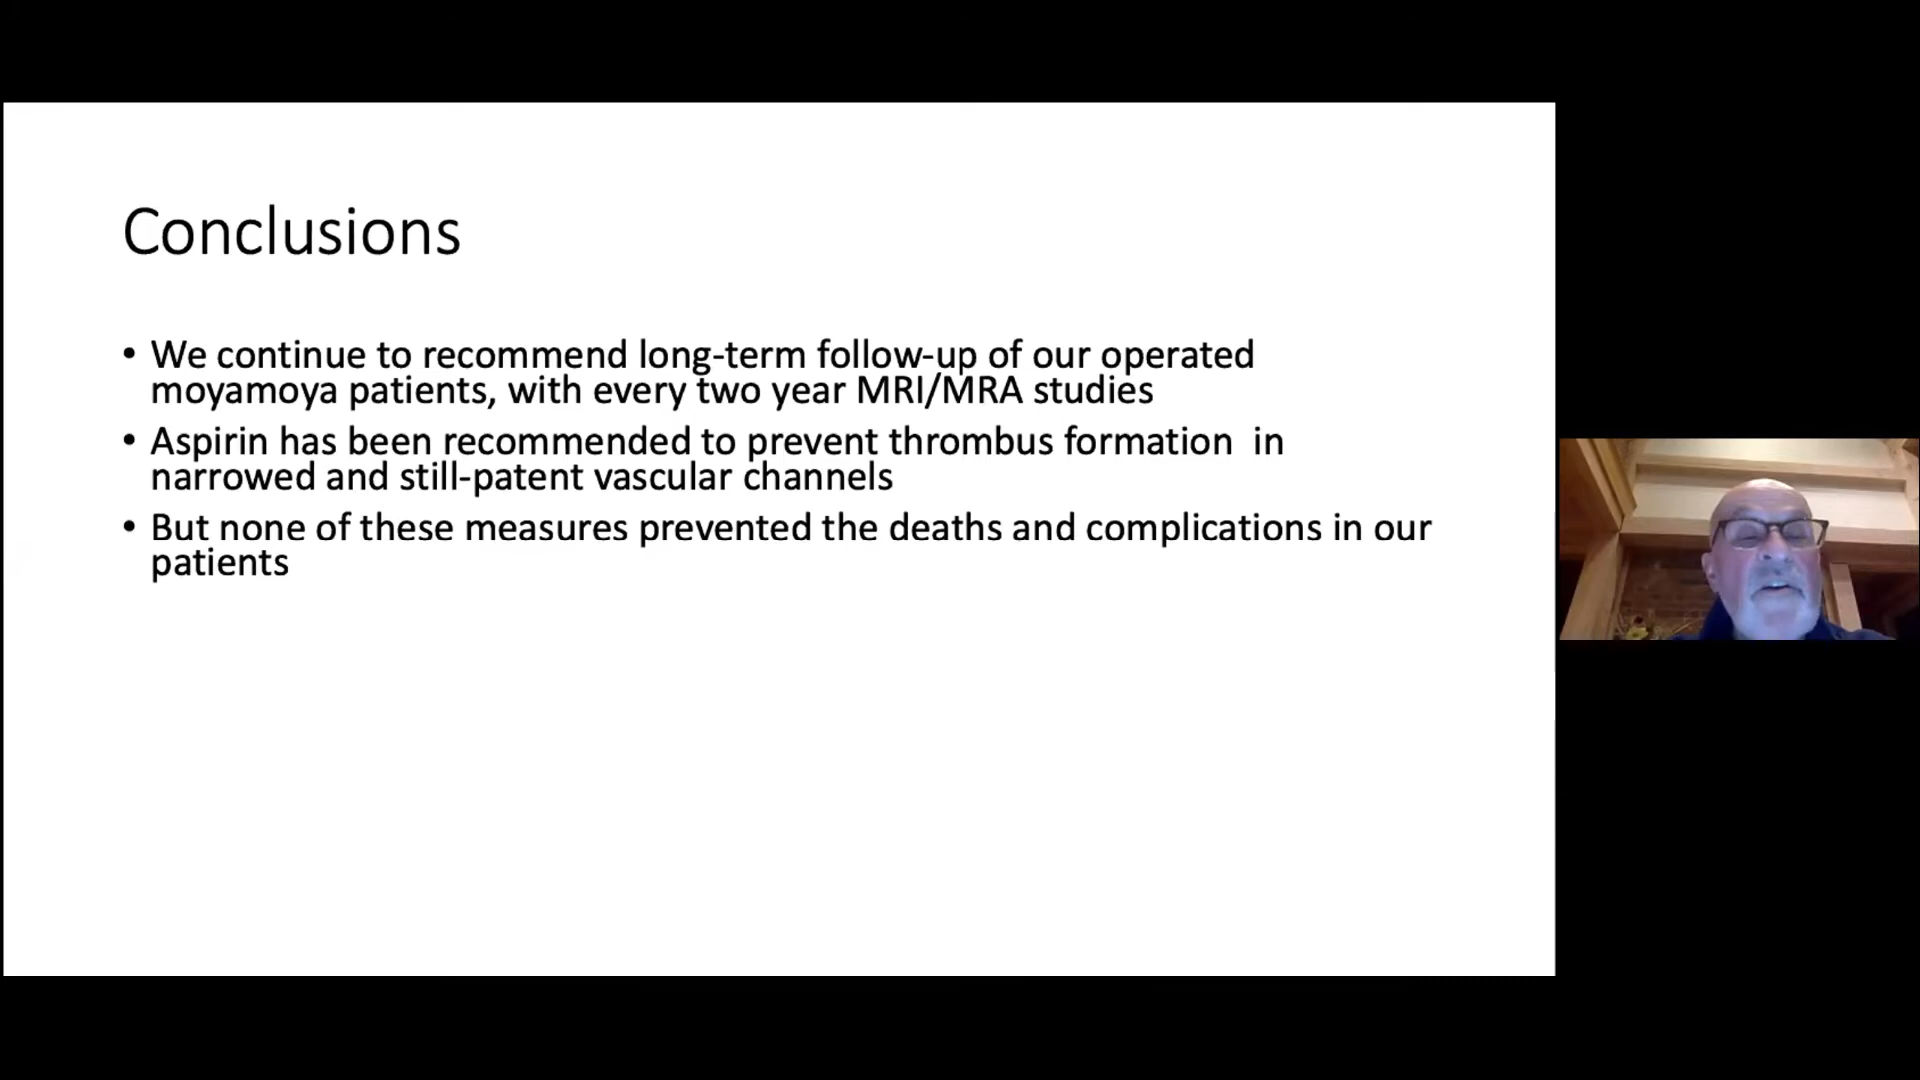 Conclusions
• We continue to recommend long-term follow-up of our operated
moyamoya patients, with every two year MRI/MRA studies
• Aspirin has been recommended to prevent thrombus formation  in
narrowed and still-patent vascular channels
• But none of these measures prevented the deaths and complications in our
patients